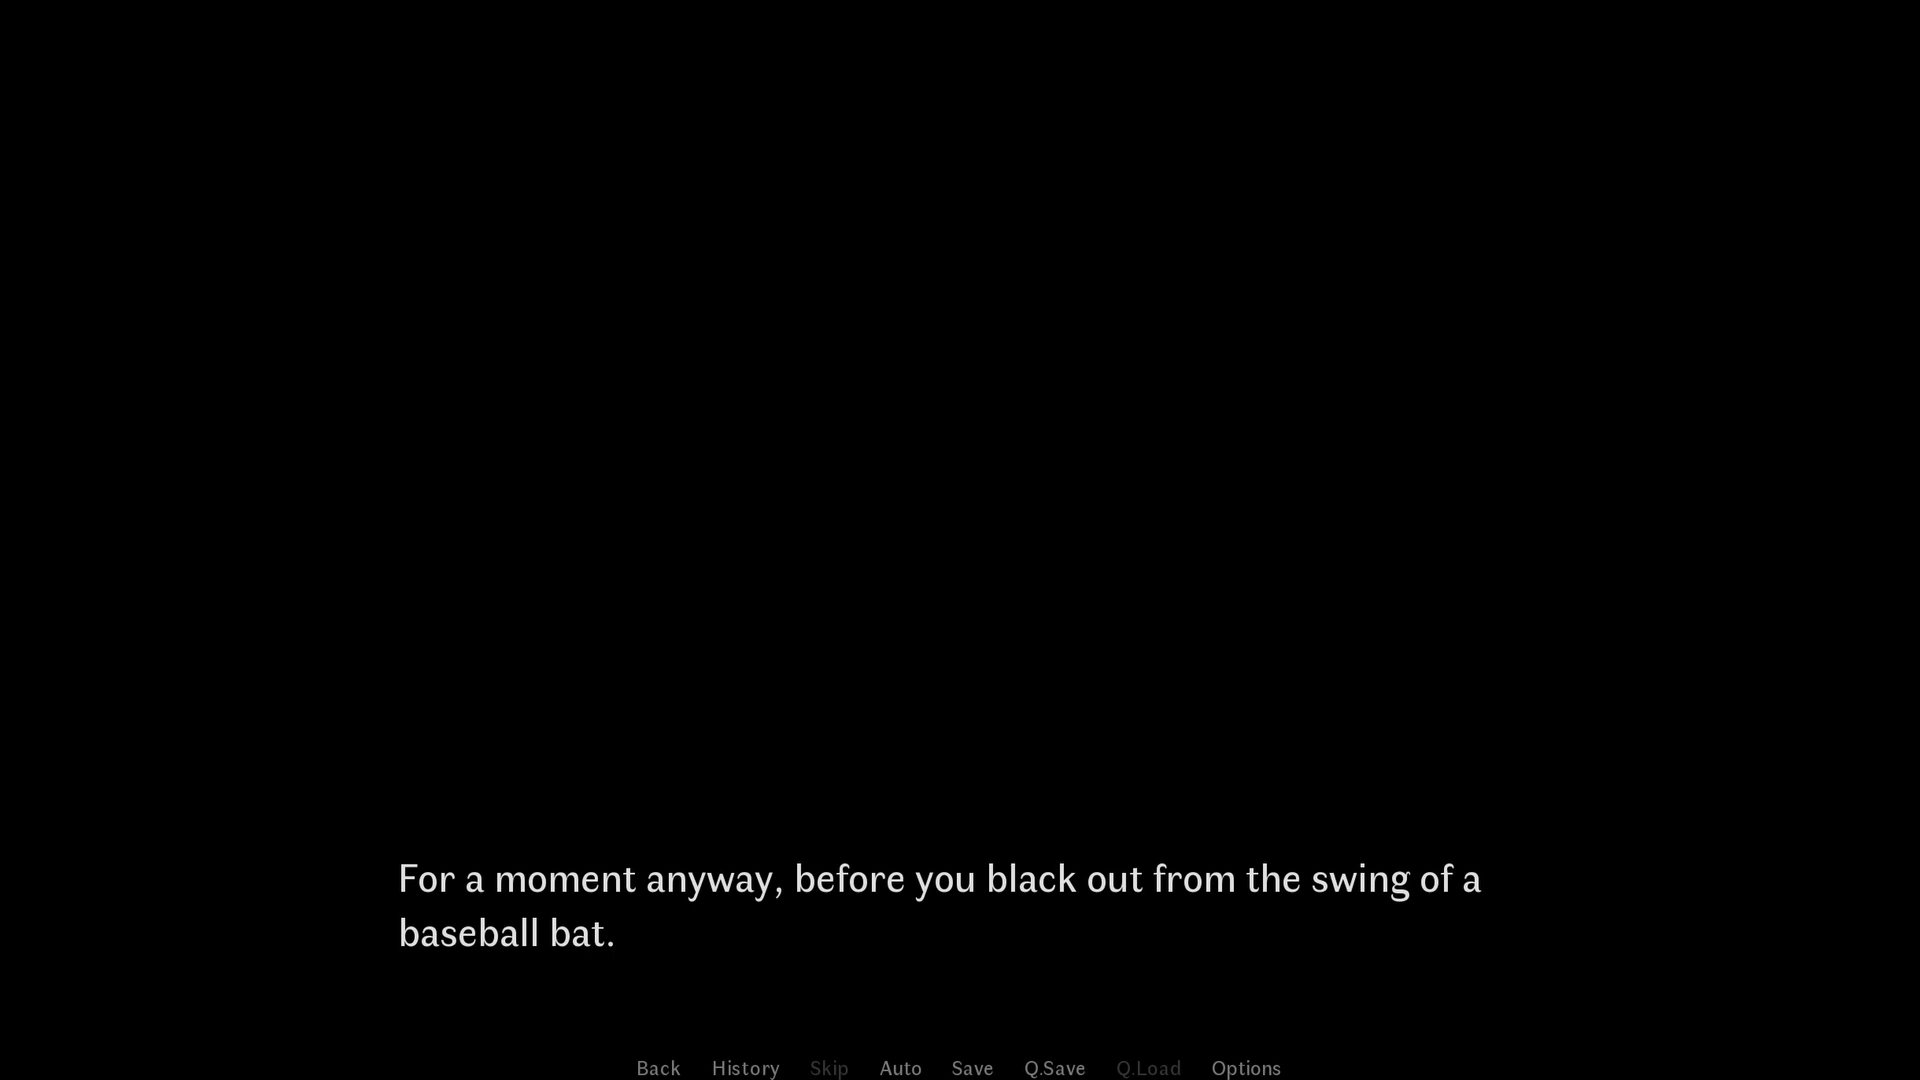 For a moment anyway, before you black out from the swing of a
baseball bat.
Back History Skip Auto Save Q.Save Q.Load Options